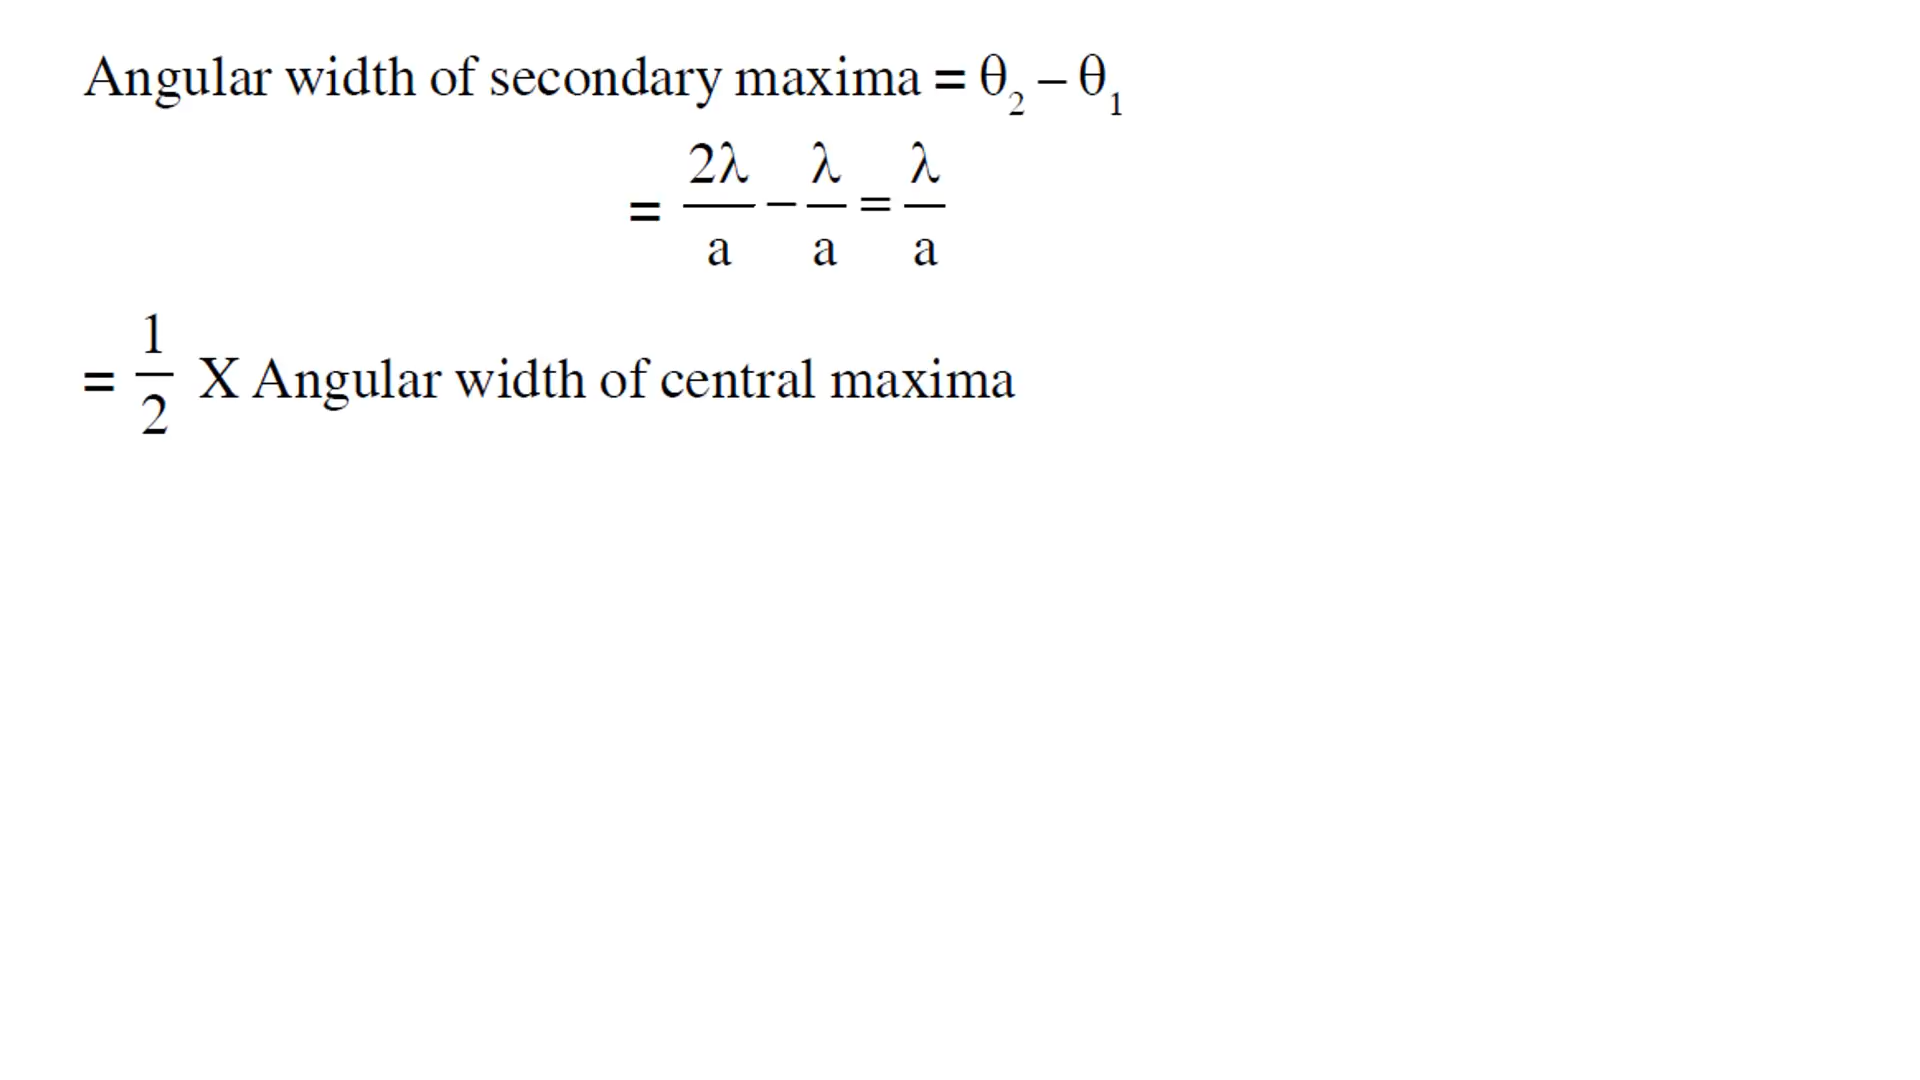 Angular width of secondary maxima = θ₂ – θ₁
= 2λ/a − λ/a = λ/a
= 1/2 X Angular width of central maxima